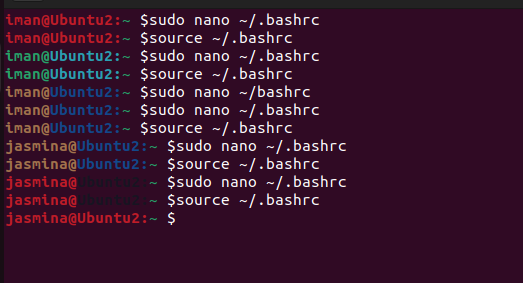 iman@Ubuntu2:~ $sudo nano ~/.bashrc
iman@Ubuntu2:~ $source ~/.bashrc
iman@Ubuntu2:~ $sudo nano ~/.bashrc
iman@Ubuntu2:~ $source ~/.bashrc
iman@Ubuntu2:~ $sudo nano ~/bashrc
iman@Ubuntu2:~ $sudo nano ~/.bashrc
iman@Ubuntu2:~ $source ~/.bashrc
jasmina@Ubuntu2:~ $sudo nano ~/.bashrc
jasmina@Ubuntu2:~ $source ~/.bashrc
jasmina@Ubuntu2:~ $sudo nano ~/.bashrc
jasmina@Ubuntu2:~ $source ~/.bashrc
jasmina@Ubuntu2:~ $